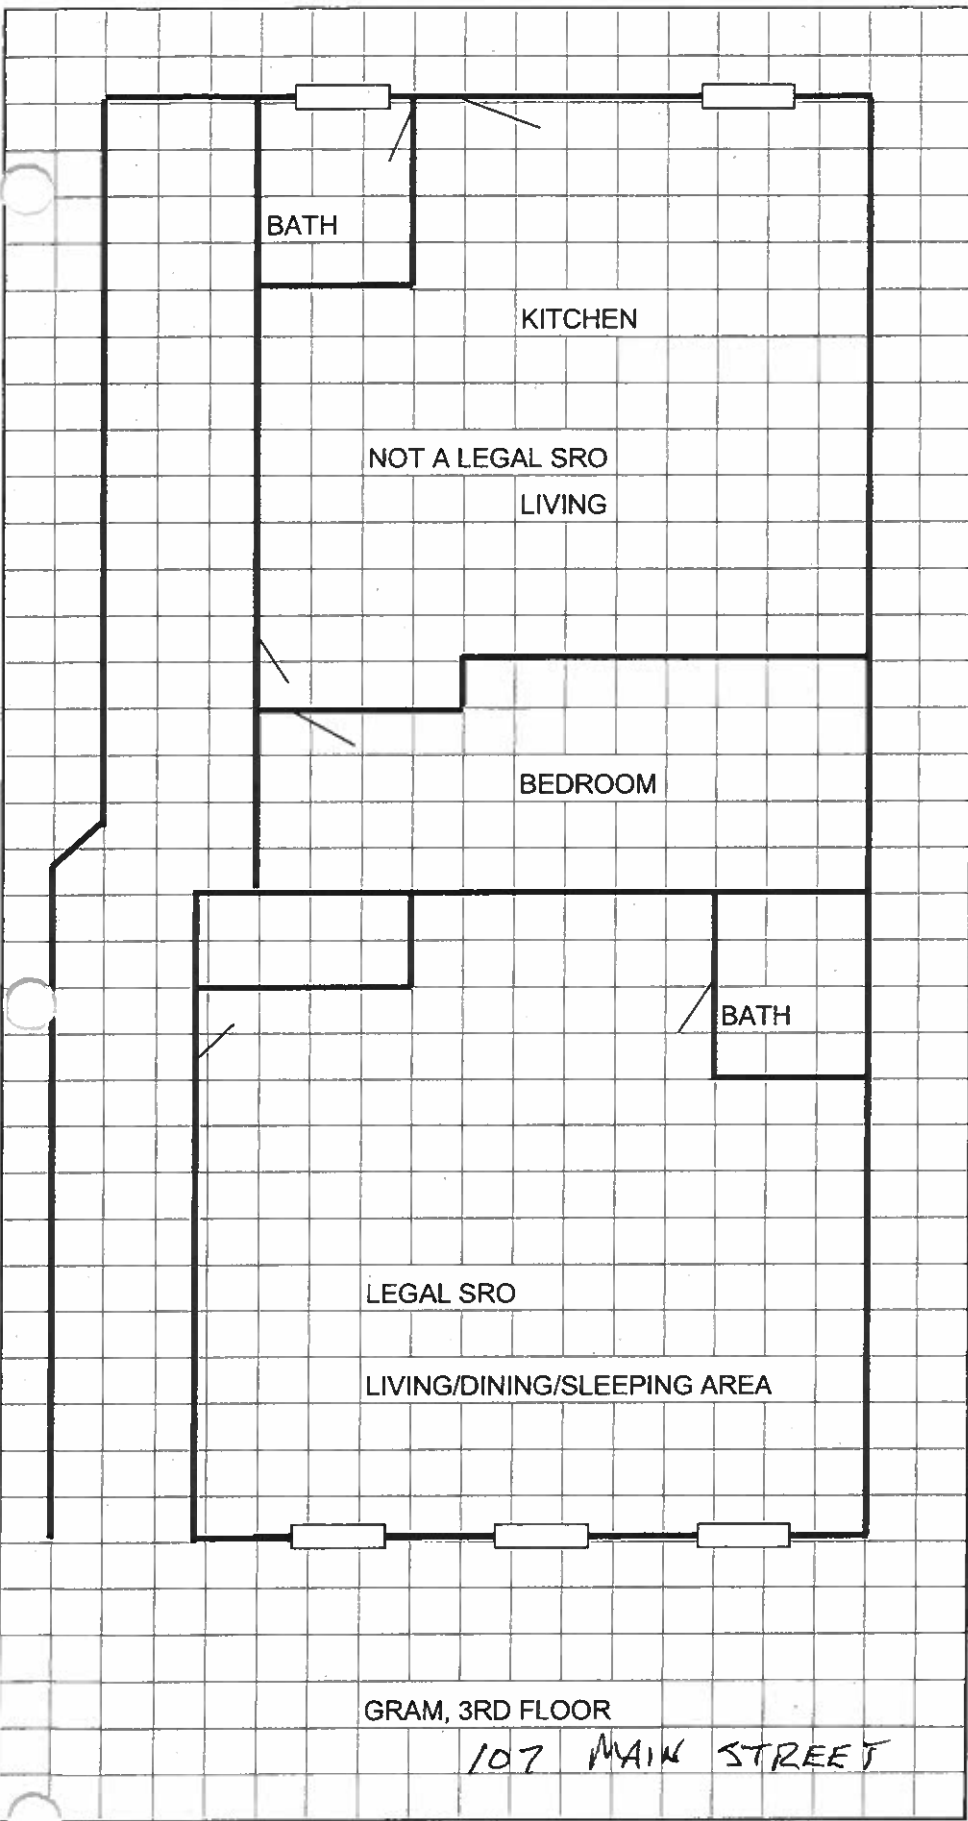 BATH
KITCHEN
NOT A LEGAL SRO
LIVING
BEDROOM
BATH
LEGAL SRO
LIVING/DINING/SLEEPING AREA
GRAM, 3RD FLOOR
107 MAIN STREET